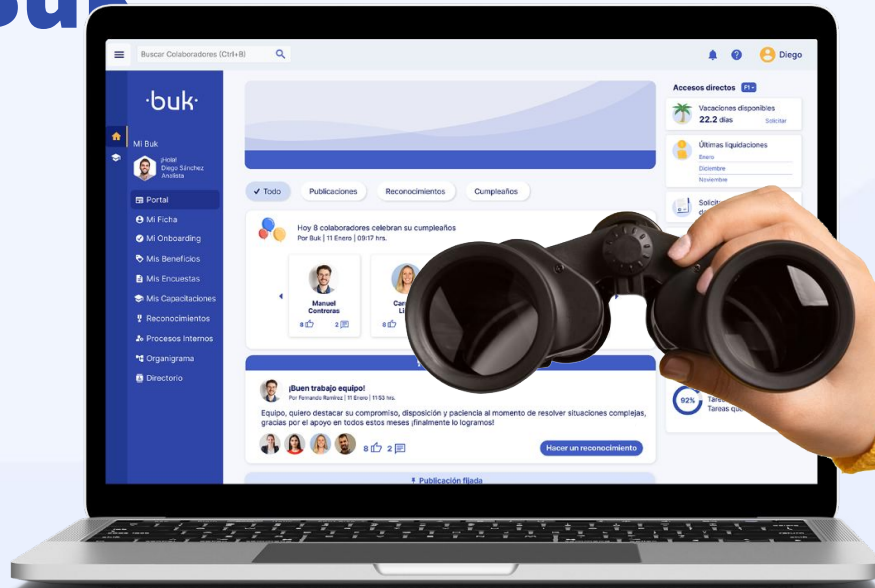 Buk
Buscar Colaboradores (Ctrl+B)
Diego
·buk·
Mi Buk
¡Hola!
Diego Sánchez
Analista
Portal
Mi Ficha
Mi Onboarding
Mis Beneficios
Mis Encuestas
Mis Capacitaciones
Reconocimientos
Procesos Internos
Organigrama
Directorio
Todo
Publicaciones
Reconocimientos
Cumpleaños
Hoy 8 colaboradores celebran su cumpleaños
Por Buk | 11 Enero | 09:17 hrs.
Manuel
Contreras
8
2
8
¡Buen trabajo equipo!
Por Fernando Ramírez | 11 Enero | 11:53 hrs.
Equipo, quiero destacar su compromiso, disposición y paciencia al momento de resolver situaciones complejas,
gracias por el apoyo en todos estos meses ¡finalmente lo logramos!
8
2
Hacer un reconocimiento
Publicación fijada
Accesos directos
Vacaciones disponibles
22.2 días
Solicitar
Últimas liquidaciones
Enero
Diciembre
Noviembre
92%
Tareas